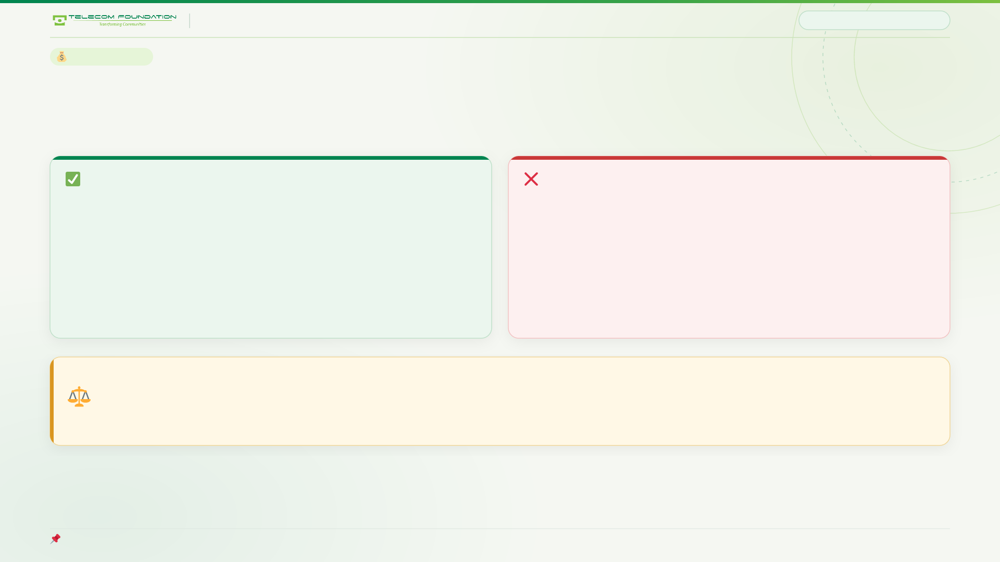 TELECOM FOUNDATION
Transforming Communities